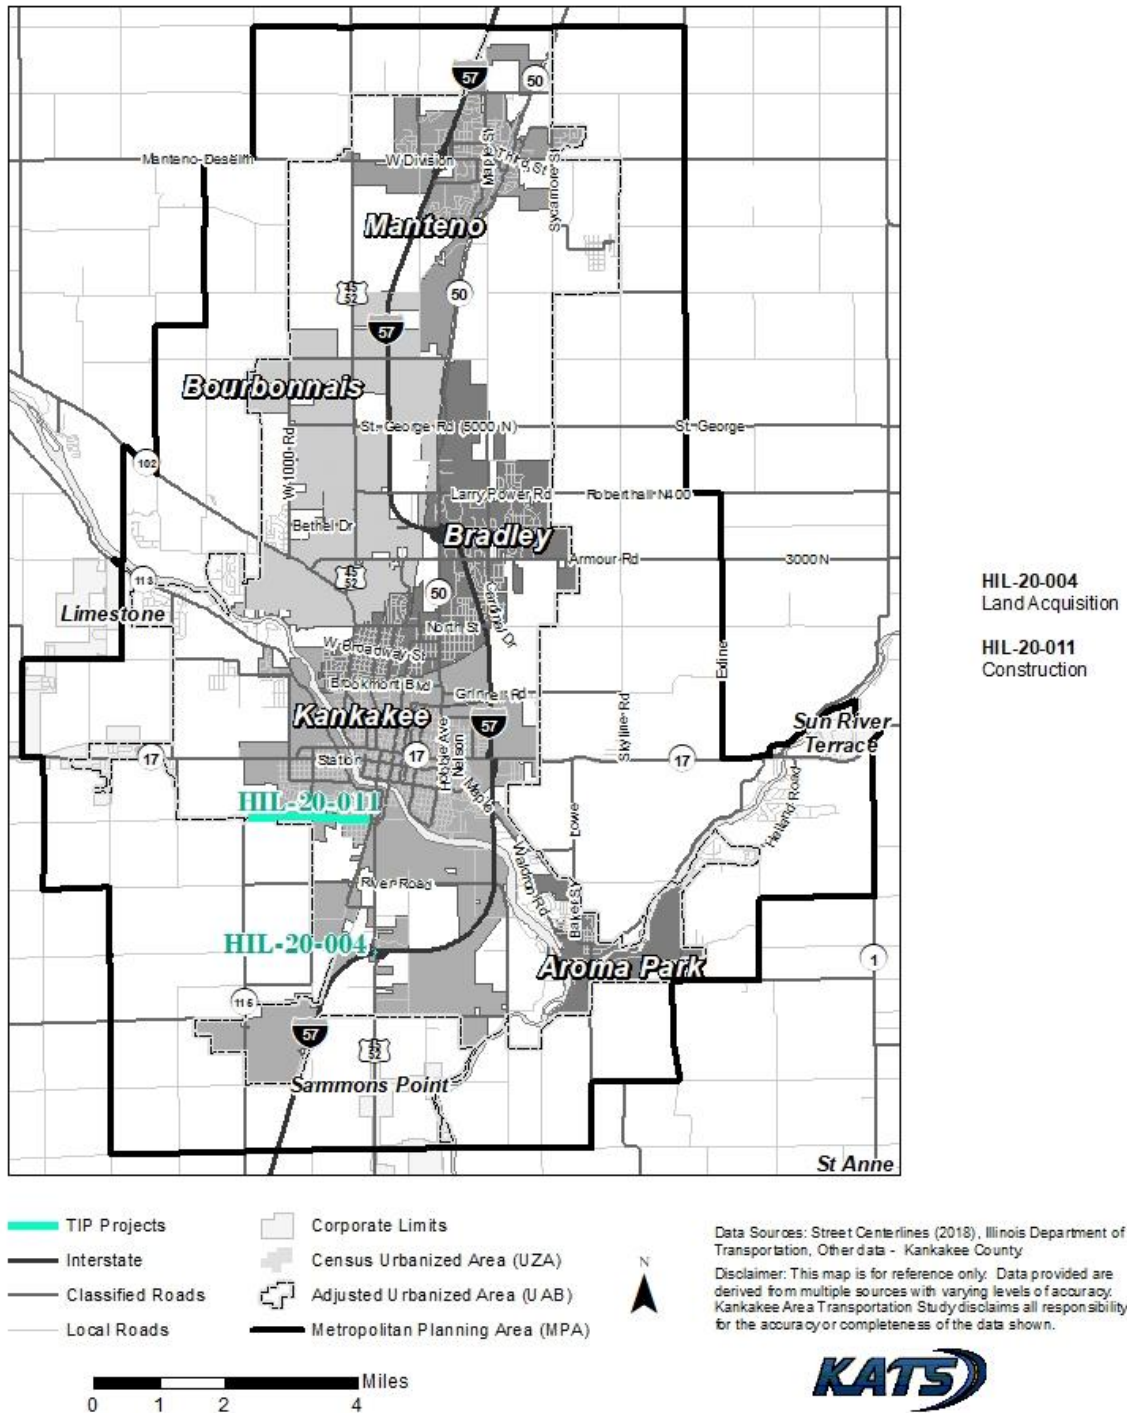 57
50
Manteno-Deselm
W Division
Maple St
Third St
Sycamore St
Manteno
45
52
50
57
Bourbonnais
St. George Rd (5000 N)
St. George
W 1000 Rd
102
Larry Power Rd
Roberthall N400
Bethel Dr
Bradley
Armour Rd
3000 N
113
45
52
50
Cardinal Dr
Limestone
North St
W Broadway St
Brookmont Blvd
Grinnell Rd
Exline
Skyline Rd
Kankakee
57
Hobbie Ave
Nelson
Sun River
Terrace
17
Station
17
17
Maple
HIL-20-011
Lowe
Heiland Road
Waldron Rd
River Road
Baker St
HIL-20-004
Aroma Park
1
115
57
45
52
Sammons Point
St Anne
HIL-20-004
Land Acquisition
HIL-20-011
Construction
TIP Projects
Interstate
Classified Roads
Local Roads
Corporate Limits
Census Urbanized Area (UZA)
Adjusted Urbanized Area (UAB)
Metropolitan Planning Area (MPA)
N
Data Sources: Street Centerlines (2018), Illinois Department of
Transportation, Other data - Kankakee County
Disclaimer: This map is for reference only. Data provided are
derived from multiple sources with varying levels of accuracy.
Kankakee Area Transportation Study disclaims all responsibility
for the accuracy or completeness of the data shown.
Miles
0 1 2 4
KATS